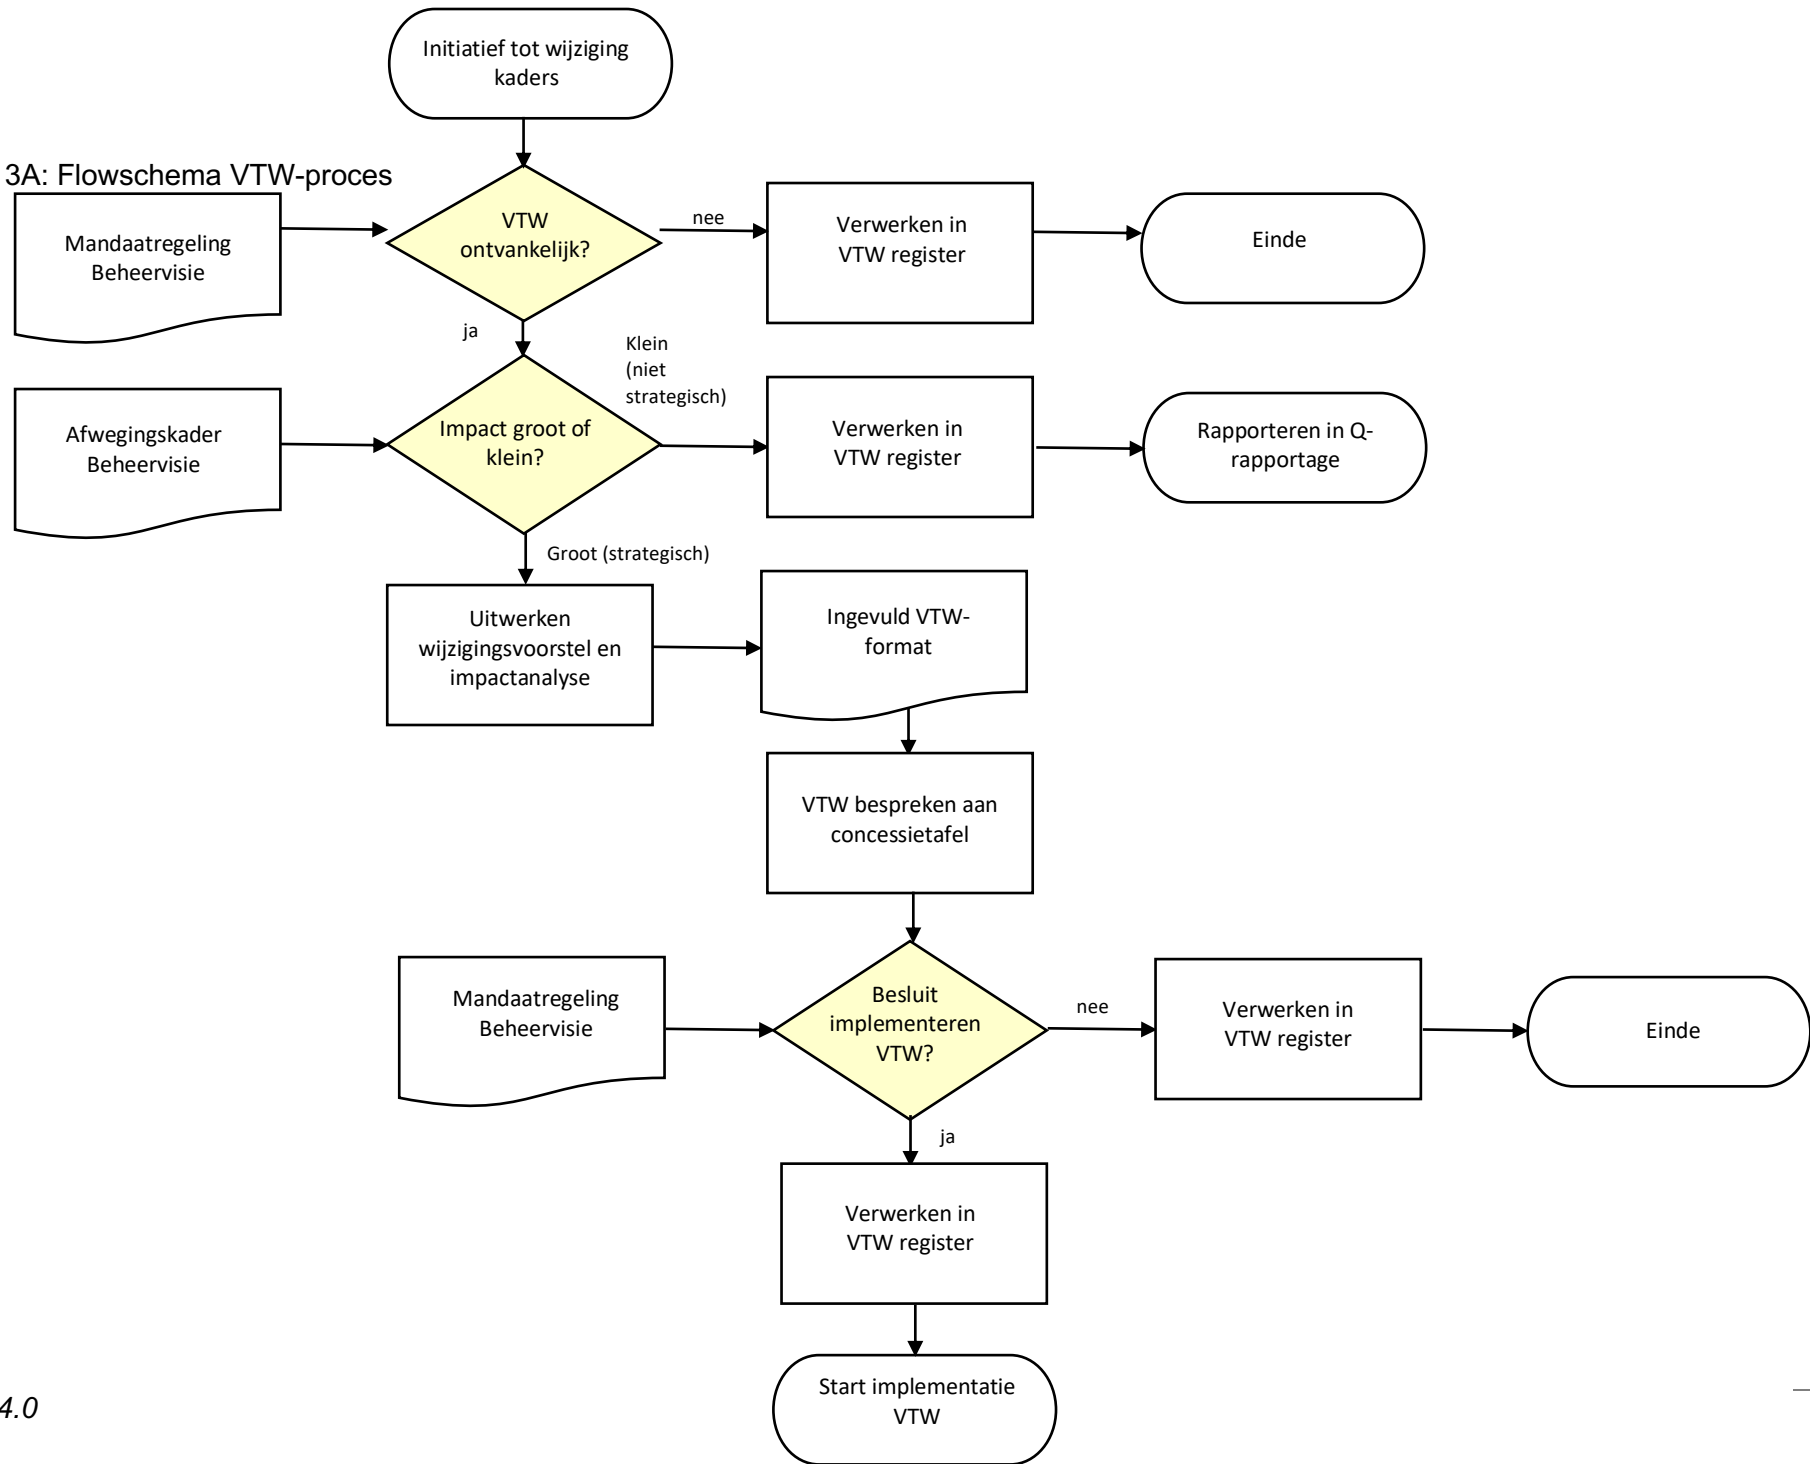 Initiatief tot wijziging
kaders
3A: Flowschema VTW-proces
Mandaatregeling
Beheervisie
VTW
ontvankelijk?
nee
Verwerken in
VTW register
Einde
ja
Klein
(niet
strategisch)
Afwegingskader
Beheervisie
Impact groot of
klein?
Verwerken in
VTW register
Rapporteren in Q-
rapportage
Groot (strategisch)
Uitwerken
wijzigingsvoorstel en
impactanalyse
Ingevuld VTW-
format
VTW bespreken aan
concessietafel
Mandaatregeling
Beheervisie
Besluit
implementeren
VTW?
nee
Verwerken in
VTW register
Einde
ja
Verwerken in
VTW register
Start implementatie
VTW
4.0